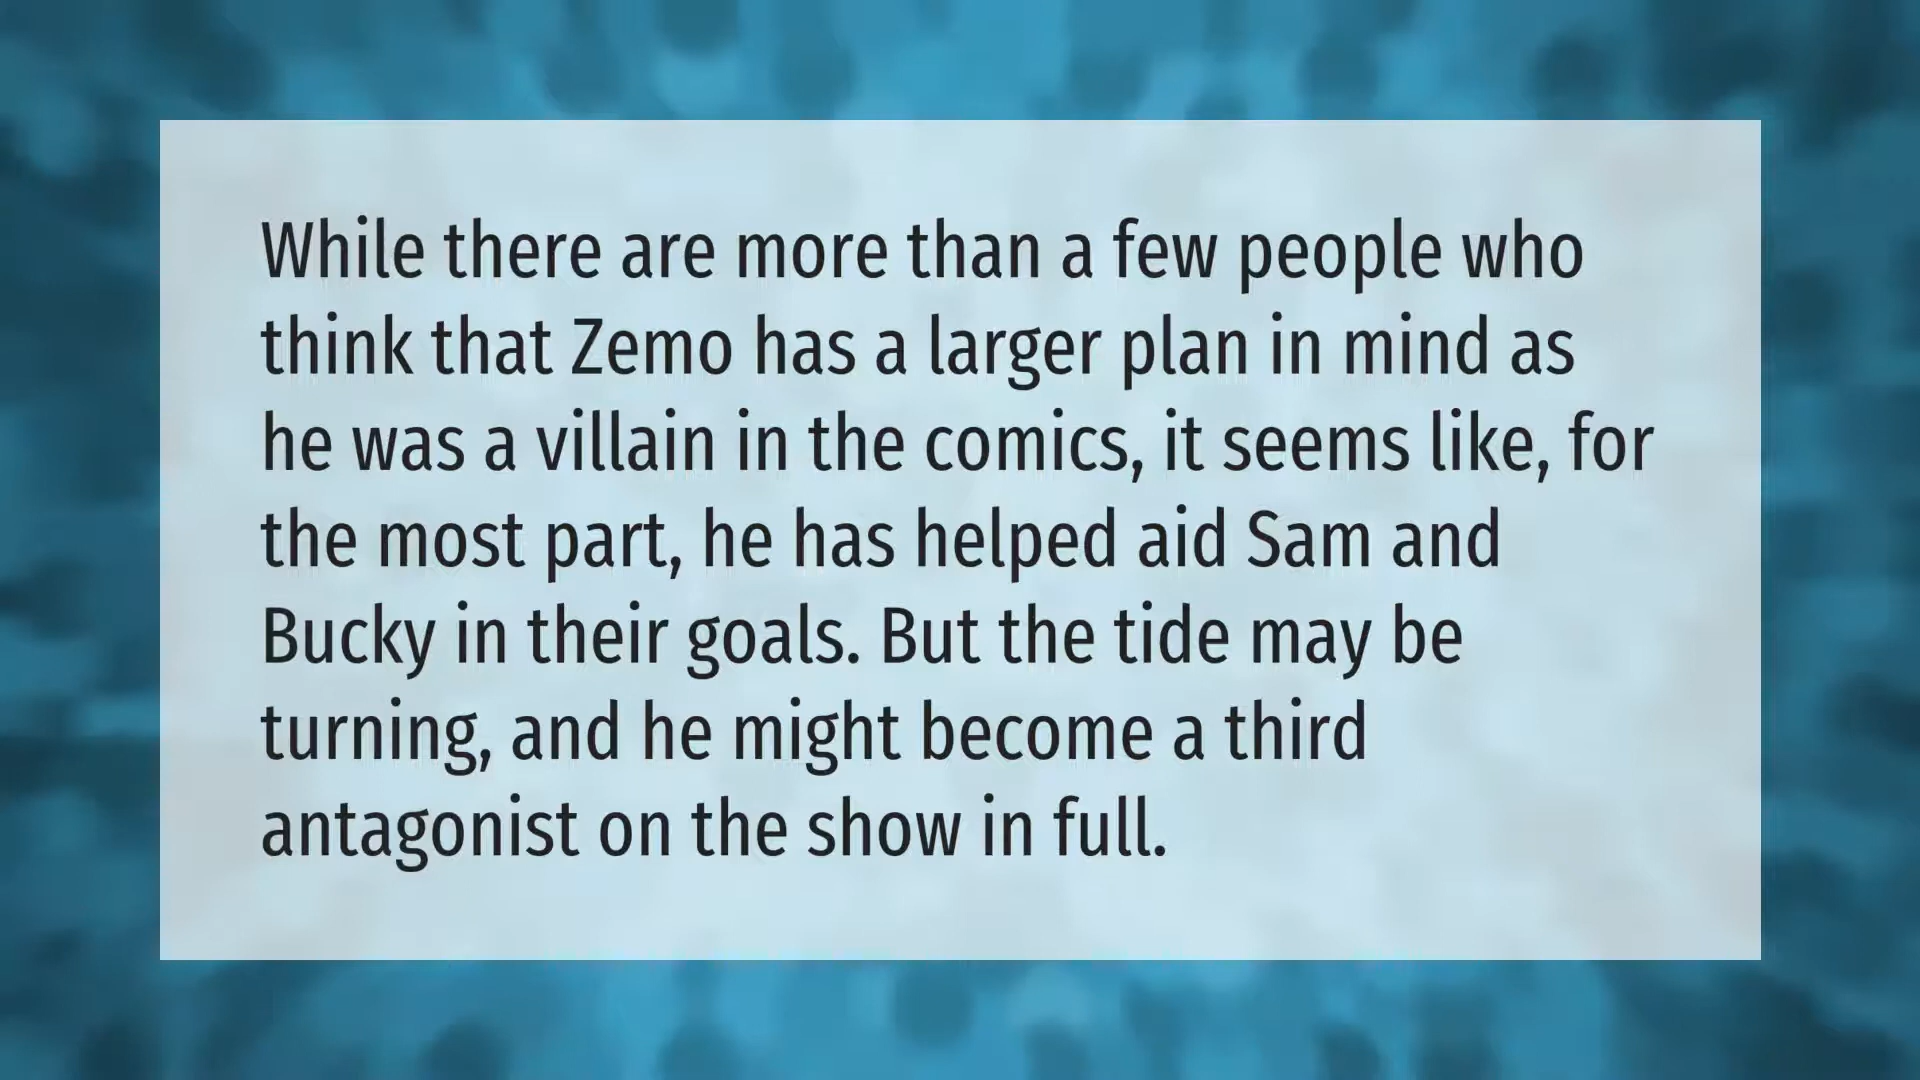 While there are more than a few people who
think that Zemo has a larger plan in mind as
he was a villain in the comics, it seems like, for
the most part, he has helped aid Sam and
Bucky in their goals. But the tide may be
turning, and he might become a third
antagonist on the show in full.